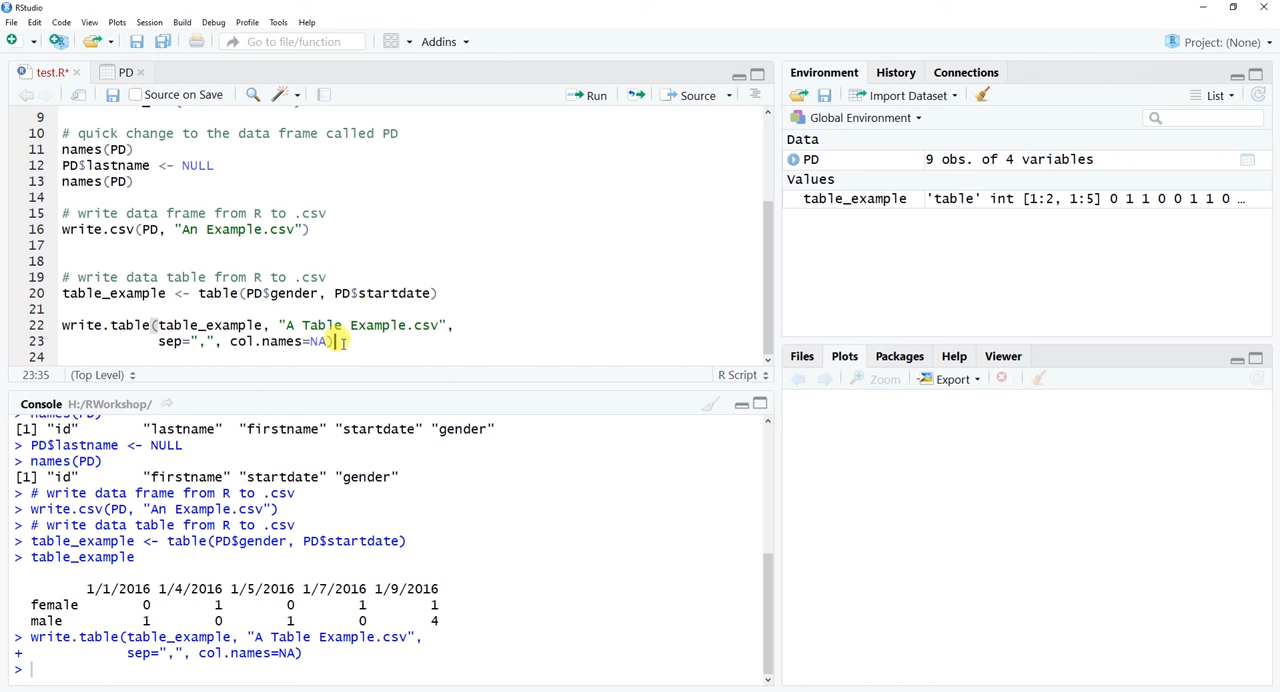 RStudio
File Edit Code View Plots Session Build Debug Profile Tools Help
Go to file/function Addins Project: (None)
test.R* PD
Source on Save Run Source
9
10 # quick change to the data frame called PD
11 names(PD)
12 PD$lastname <- NULL
13 names(PD)
14
15 # write data frame from R to .csv
16 write.csv(PD, "An Example.csv")
17
18
19 # write data table from R to .csv
20 table_example <- table(PD$gender, PD$startdate)
21
22 write.table(table_example, "A Table Example.csv",
23 sep=",", col.names=NA)
24
23:35 (Top Level) R Script
Console H:/RWorkshop/
> names(PD)
[1] "id" "lastname" "firstname" "startdate" "gender"
> PD$lastname <- NULL
> names(PD)
[1] "id" "firstname" "startdate" "gender"
> # write data frame from R to .csv
> write.csv(PD, "An Example.csv")
> # write data table from R to .csv
> table_example <- table(PD$gender, PD$startdate)
> table_example
1/1/2016 1/4/2016 1/5/2016 1/7/2016 1/9/2016
female 0 1 0 1 1
male 1 0 1 0 4
> write.table(table_example, "A Table Example.csv",
+ sep=",", col.names=NA)
>
Environment History Connections
Import Dataset List
Global Environment
Data
PD 9 obs. of 4 variables
Values
table_example 'table' int [1:2, 1:5] 0 1 1 0 0 1 1 0 …
Files Plots Packages Help Viewer
Zoom Export